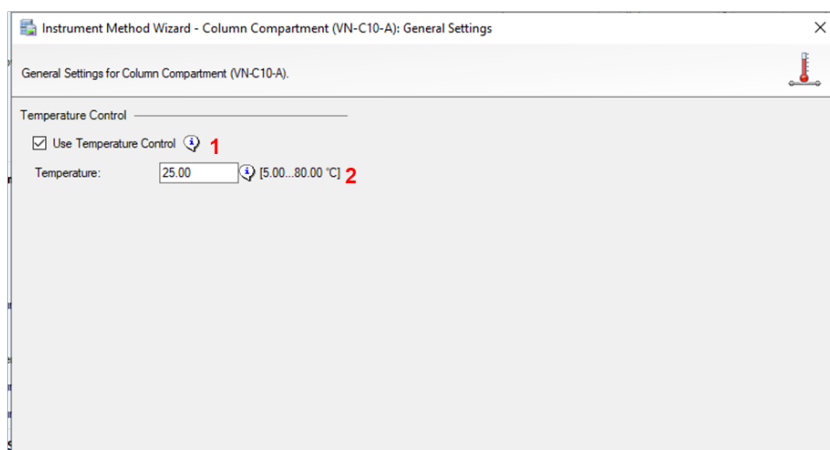 Instrument Method Wizard - Column Compartment (VN-C10-A): General Settings
General Settings for Column Compartment (VN-C10-A).
Temperature Control
Use Temperature Control 1
Temperature: 25.00 [5.00...80.00 °C] 2